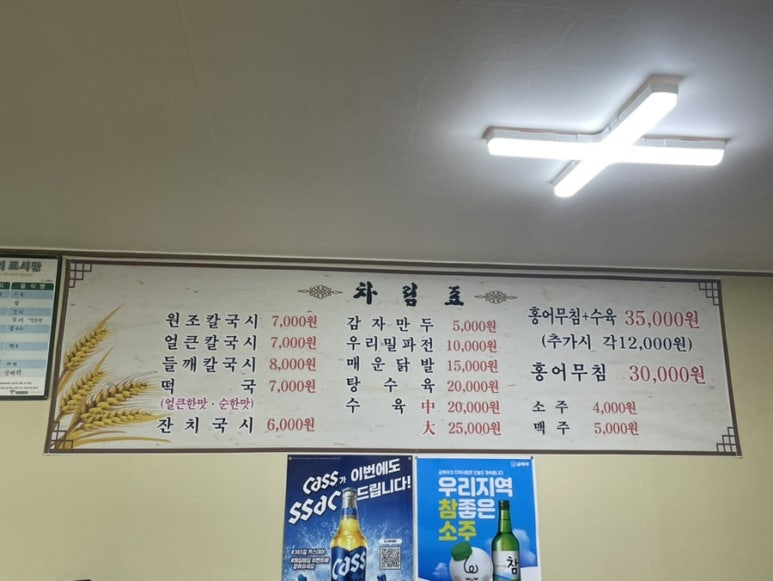 차림표
원조칼국시 7,000원
얼큰칼국시 7,000원
들깨칼국시 8,000원
떡국 7,000원
(얼큰한맛·순한맛)
잔치국시 6,000원
감자만두 5,000원
우리밀파전 10,000원
매운닭발 15,000원
탕수육 20,000원
수육 中 20,000원
大 25,000원
홍어무침+수육 35,000원
(추가시 각12,000원)
홍어무침 30,000원
소주 4,000원
맥주 5,000원
cass가 이번에도
ssac 드립니다!
cass
금복주
우리지역
참좋은
소주
참